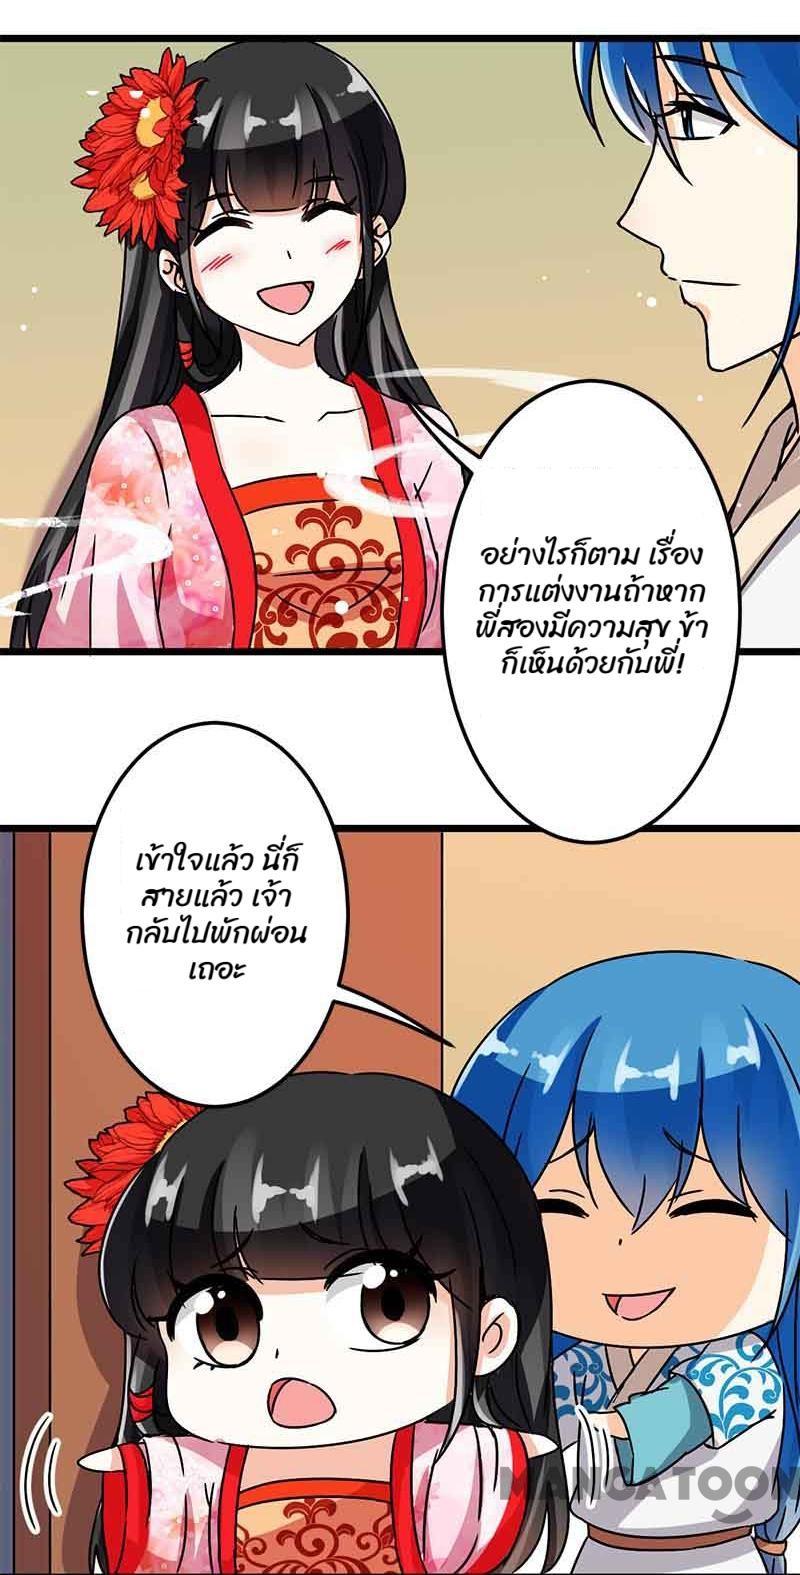 อย่างไรก็ตาม เรื่อง
การแต่งงานถ้าหาก
พี่สองมีความสุข ข้า
ก็เห็นด้วยกับพี่!
เข้าใจแล้ว นี่ก็
สายแล้ว เจ้า
กลับไปพักผ่อน
เถอะ
MANGATOON